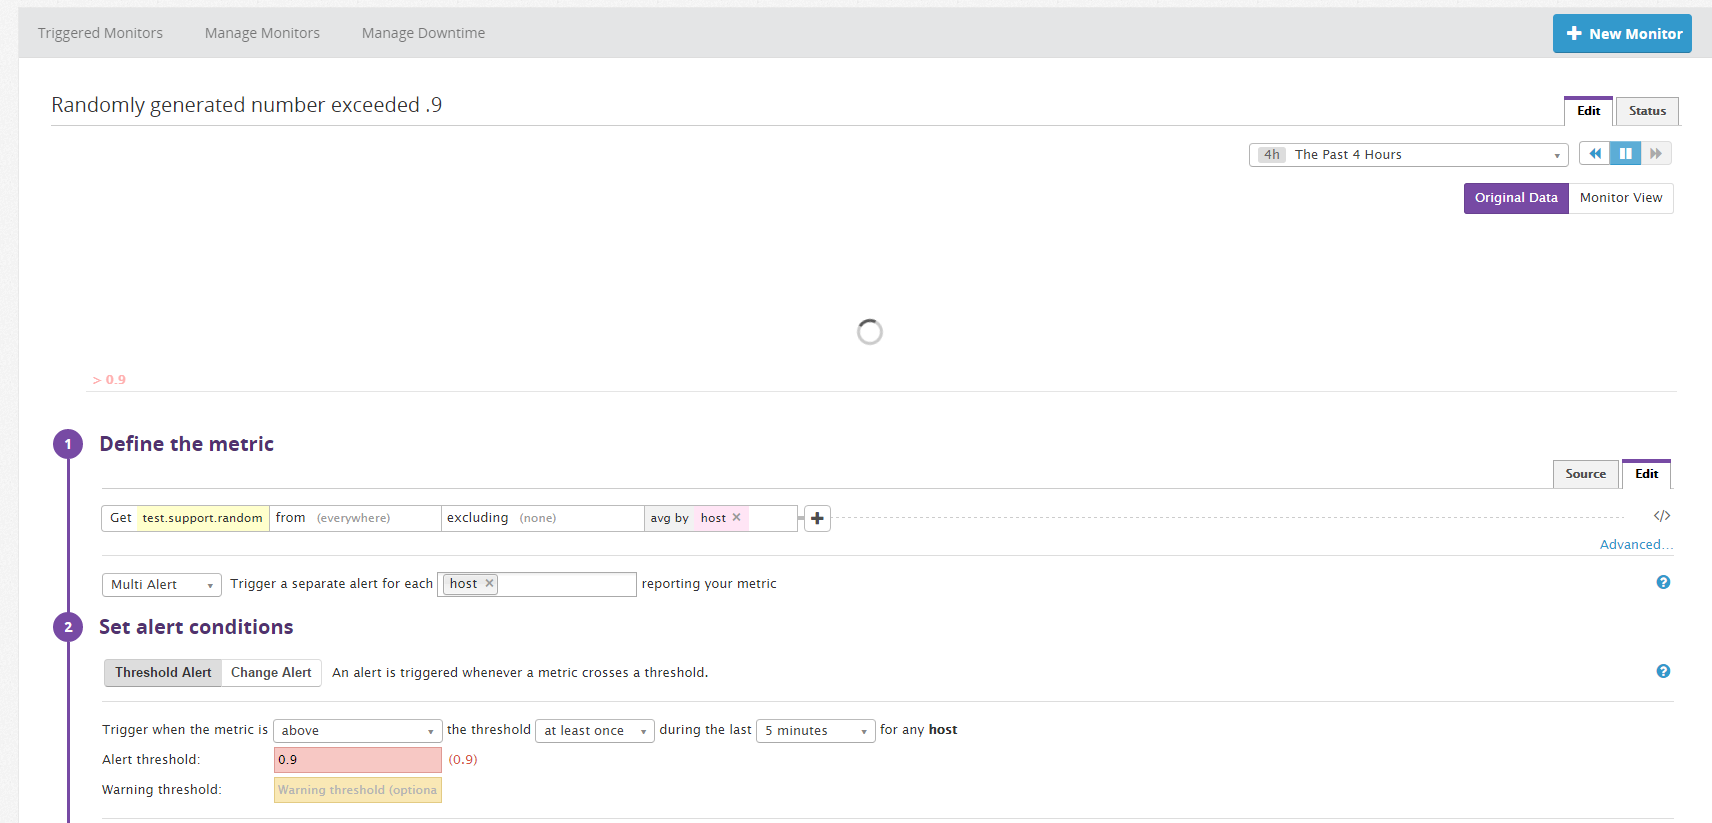 Triggered Monitors Manage Monitors Manage Downtime New Monitor
Randomly generated number exceeded .9
Edit Status
4h The Past 4 Hours
Original Data Monitor View
> 0.9
1 Define the metric
Source Edit
Get test.support.random from (everywhere) excluding (none) avg by host ×
</>
Advanced...
Multi Alert Trigger a separate alert for each host × reporting your metric ?
2 Set alert conditions
Threshold Alert Change Alert An alert is triggered whenever a metric crosses a threshold. ?
Trigger when the metric is above the threshold at least once during the last 5 minutes for any host
Alert threshold: 0.9 (0.9)
Warning threshold: Warning threshold (optiona